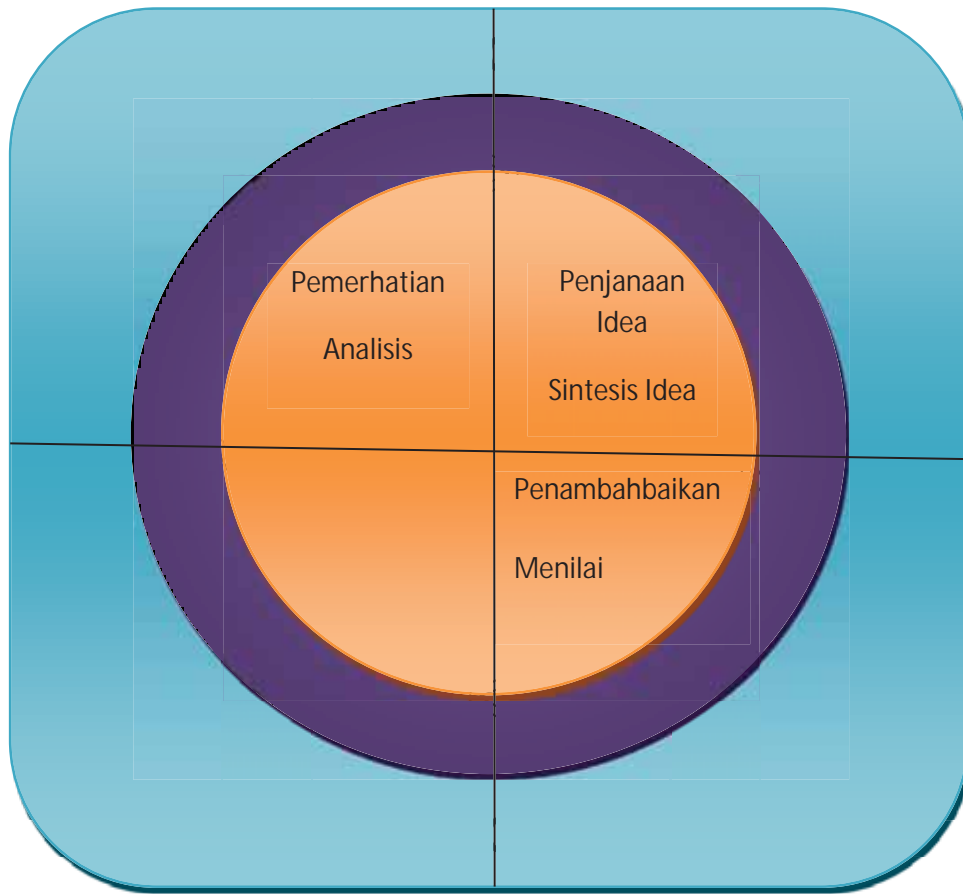 Pemerhatian
Analisis
Penjanaan
Idea
Sintesis Idea
Penambahbaikan
Menilai